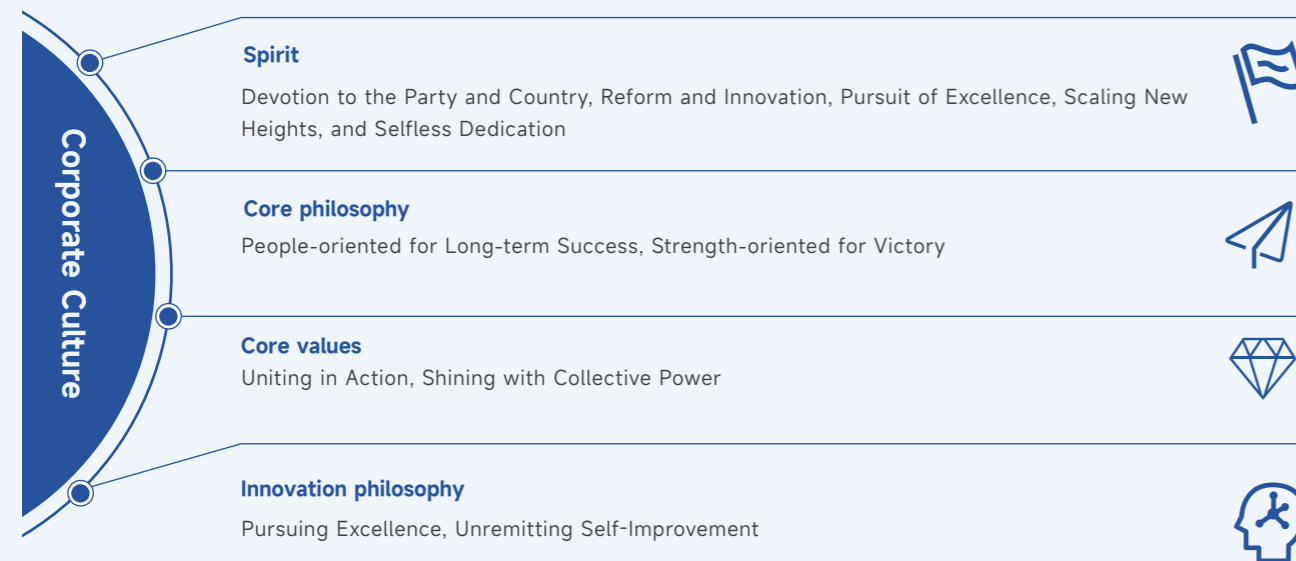 Corporate Culture
Spirit
Devotion to the Party and Country, Reform and Innovation, Pursuit of Excellence, Scaling New
Heights, and Selfless Dedication
Core philosophy
People-oriented for Long-term Success, Strength-oriented for Victory
Core values
Uniting in Action, Shining with Collective Power
Innovation philosophy
Pursuing Excellence, Unremitting Self-Improvement